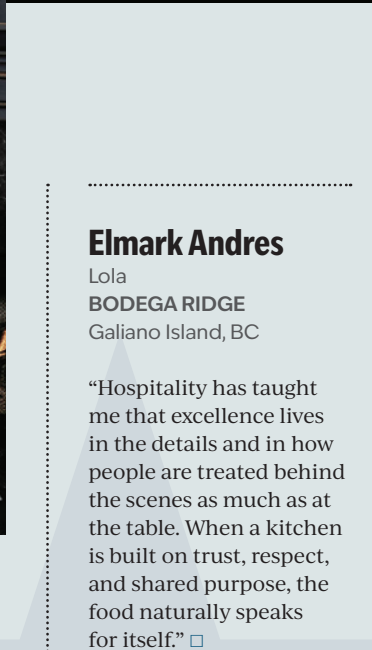 Elmark Andres
Lola
BODEGA RIDGE
Galiano Island, BC
“Hospitality has taught
me that excellence lives
in the details and in how
people are treated behind
the scenes as much as at
the table. When a kitchen
is built on trust, respect,
and shared purpose, the
food naturally speaks
for itself.” □